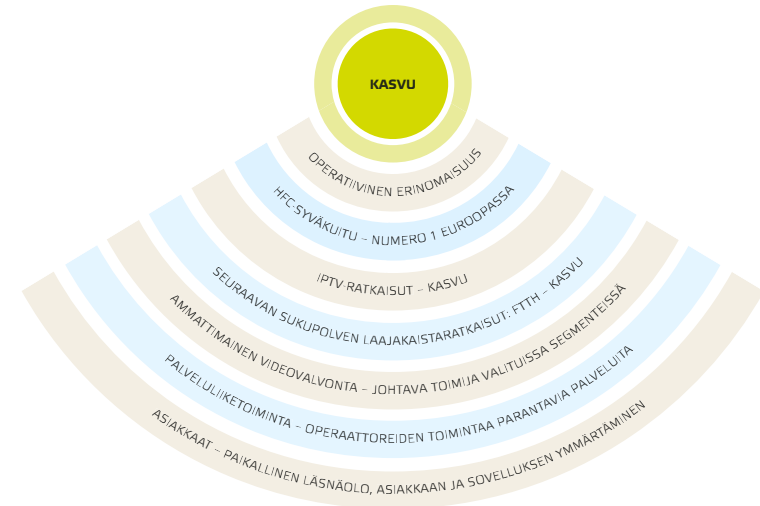 KASVU
OPERATIIVINEN ERINOMAISUUS
HFC-SYVÄKUITU – NUMERO 1 EUROOPASSA
IPTV-RATKAISUT – KASVU
SEURAAVAN SUKUPOLVEN LAAJAKAISTARATKAISUT: FTTH – KASVU
AMMATTIMAINEN VIDEOVALVONTA – JOHTAVA TOIMIJA VALITUISSA SEGMENTEISSÄ
PALVELULIIKETOIMINTA – OPERAATTOREIDEN TOIMINTAA PARANTAVIA PALVELUITA
ASIAKKAAT – PAIKALLINEN LÄSNÄOLO, ASIAKKAAN JA SOVELLUKSEN YMMÄRTÄMINEN